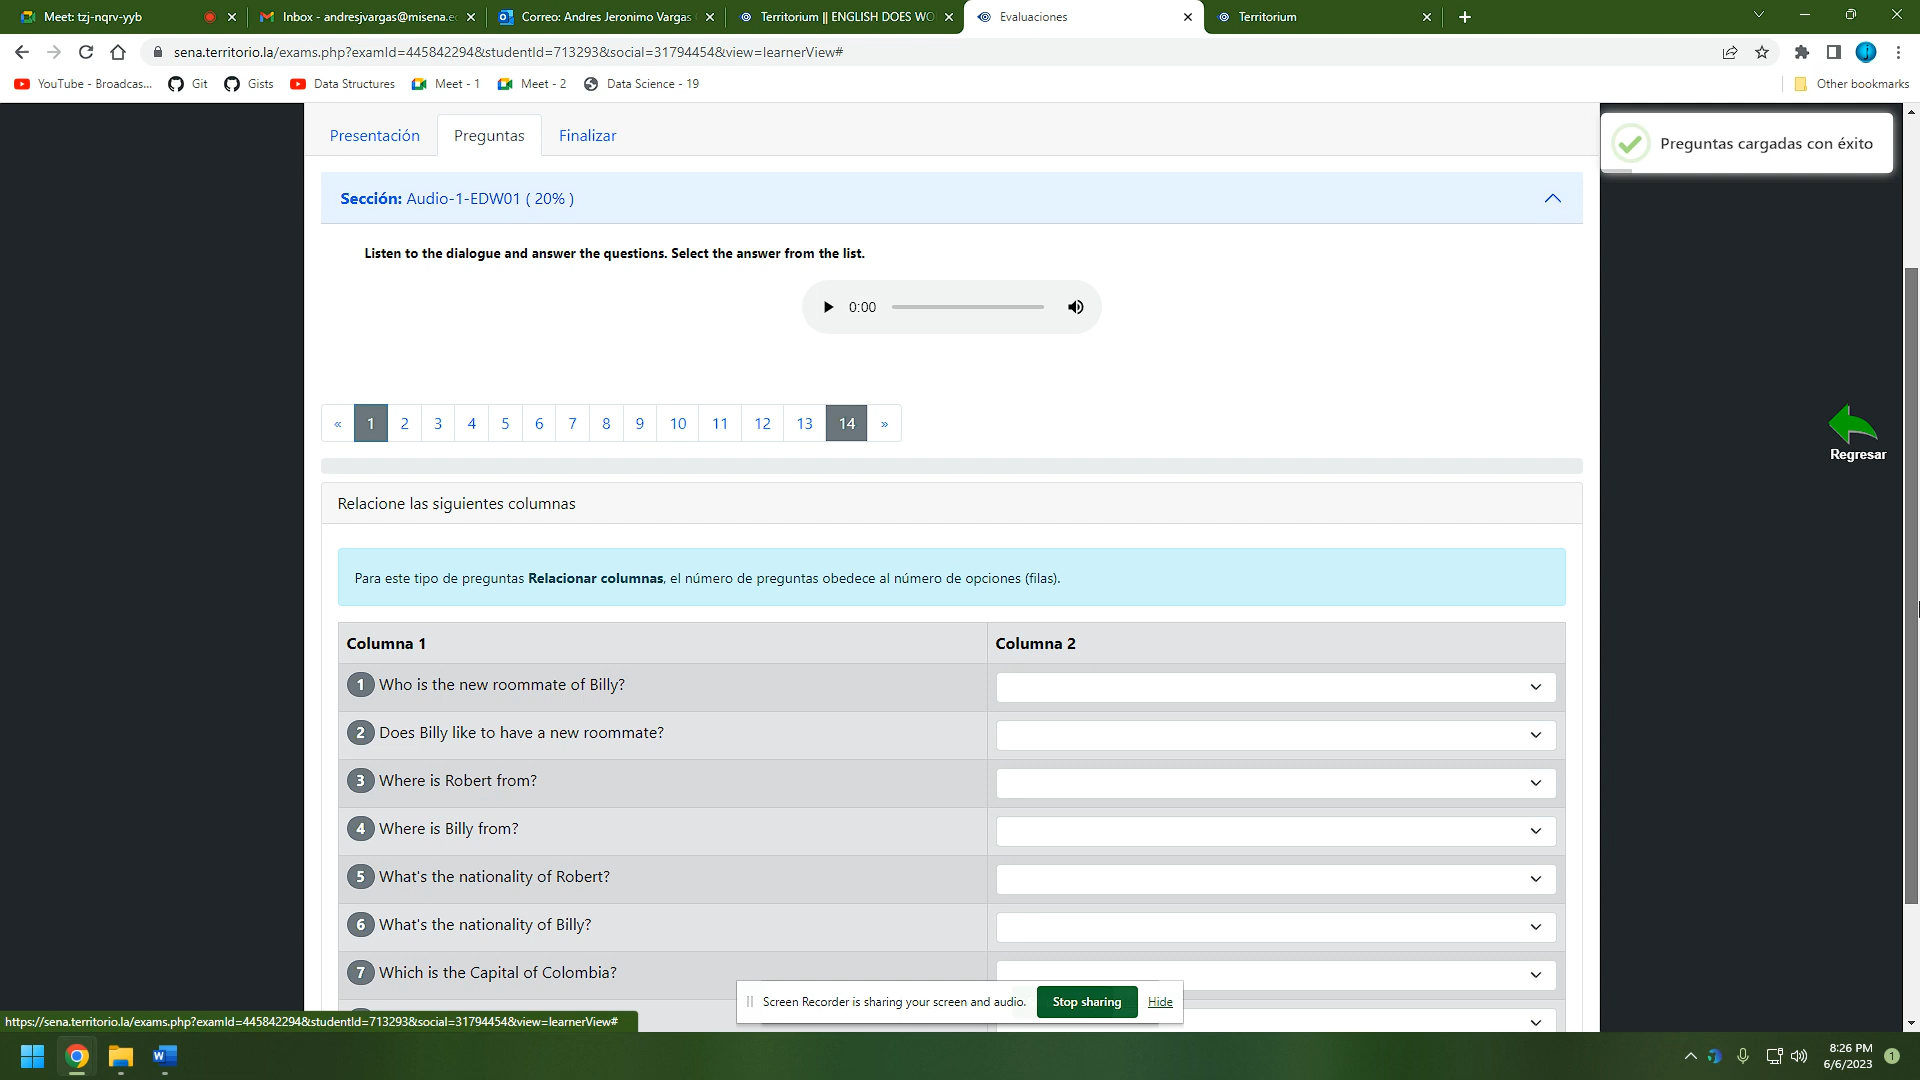 Meet: tzj-nqrv-yyb
Inbox - andresjvargas@misena.ec
Correo: Andres Jeronimo Vargas
Territorium || ENGLISH DOES WO
Evaluaciones
Territorium
sena.territorio.la/exams.php?examId=445842294&studentId=713293&social=31794454&view=learnerView#
YouTube - Broadcas...
Git
Gists
Data Structures
Meet - 1
Meet - 2
Data Science - 19
Other bookmarks
Presentación
Preguntas
Finalizar
Preguntas cargadas con éxito
Sección: Audio-1-EDW01 ( 20% )
Listen to the dialogue and answer the questions. Select the answer from the list.
0:00
« 1 2 3 4 5 6 7 8 9 10 11 12 13 14 »
Regresar
Relacione las siguientes columnas
Para este tipo de preguntas Relacionar columnas, el número de preguntas obedece al número de opciones (filas).
Columna 1
Columna 2
1 Who is the new roommate of Billy?
2 Does Billy like to have a new roommate?
3 Where is Robert from?
4 Where is Billy from?
5 What's the nationality of Robert?
6 What's the nationality of Billy?
7 Which is the Capital of Colombia?
Screen Recorder is sharing your screen and audio.
Stop sharing
Hide
https://sena.territorio.la/exams.php?examId=445842294&studentId=713293&social=31794454&view=learnerView#
8:26 PM
6/6/2023
1